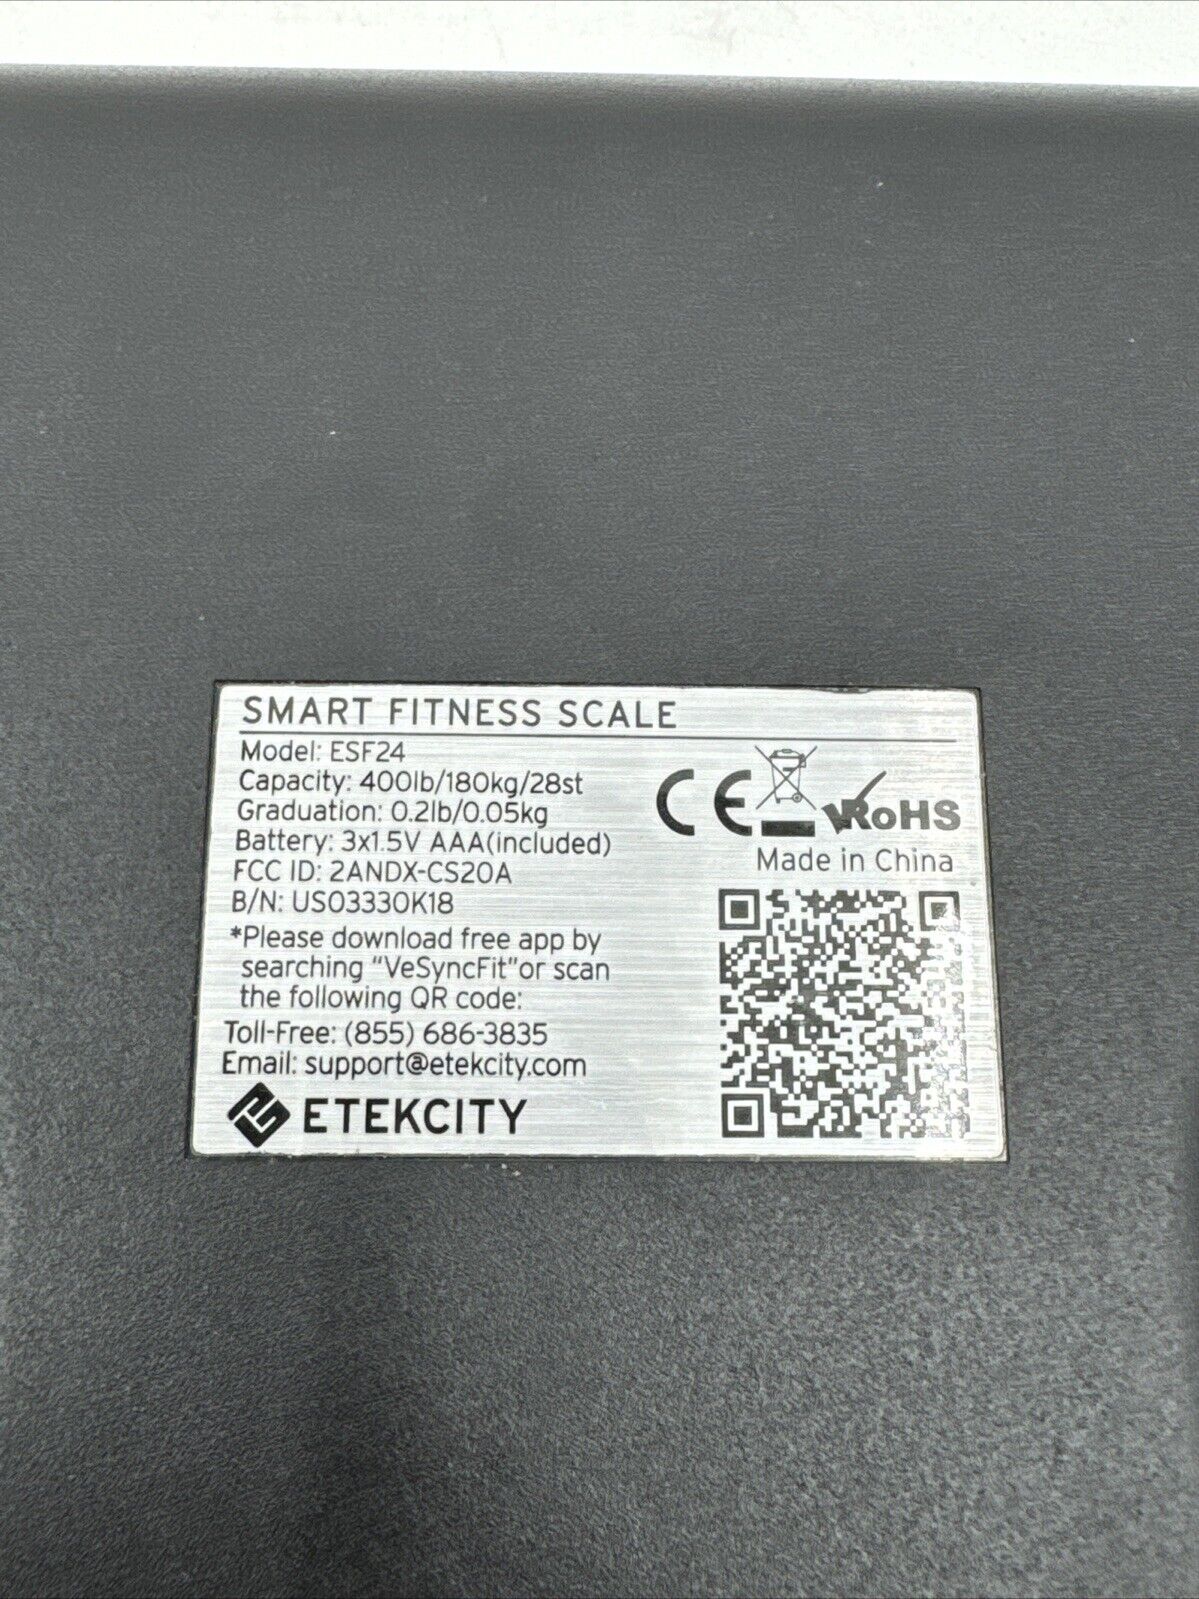 SMART FITNESS SCALE
Model: ESF24
Capacity: 400lb/180kg/28st
Graduation: 0.2lb/0.05kg
Battery: 3x1.5V AAA(included)
FCC ID: 2ANDX-CS20A
B/N: US03330K18
*Please download free app by
searching "VeSyncFit"or scan
the following QR code:
Toll-Free: (855) 686-3835
Email: support@etekcity.com
ETEKCITY
CE
RoHS
Made in China